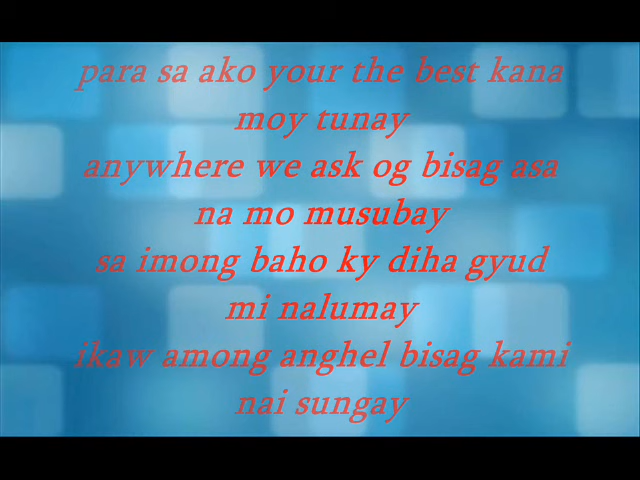 para sa ako your the best kana
moy tunay
anywhere we ask og bisag asa
na mo musubay
sa imong baho ky diha gyud
mi nalumay
ikaw among anghel bisag kami
nai sungay